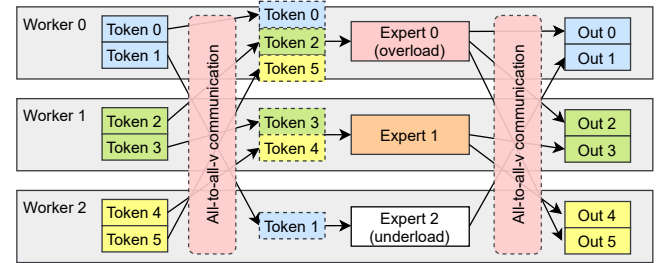 Worker 0
Token 0
Token 1
All-to-all-v communication
Token 0
Token 2
Token 5
Expert 0
(overload)
All-to-all-v communication
Out 0
Out 1
Worker 1
Token 2
Token 3
Token 3
Token 4
Expert 1
Out 2
Out 3
Worker 2
Token 4
Token 5
Token 1
Expert 2
(underload)
Out 4
Out 5